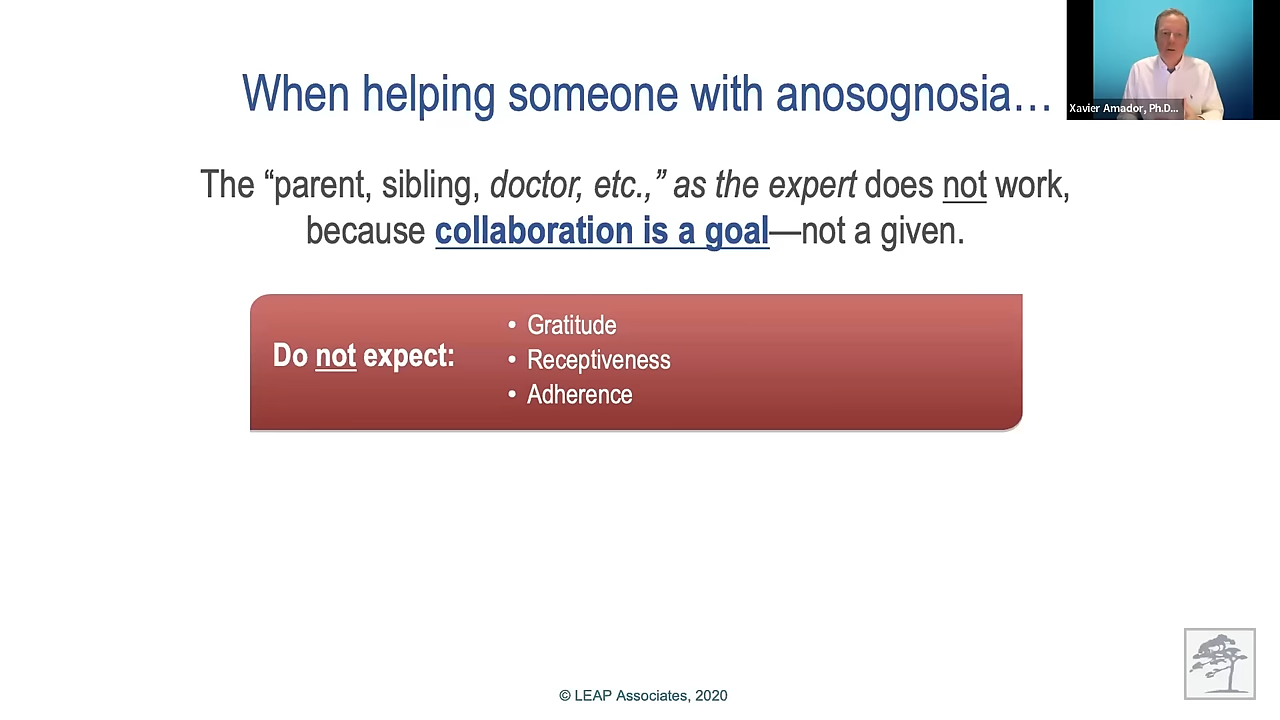 When helping someone with anosognosia…
Xavier Amador, Ph.D...
The “parent, sibling, doctor, etc.,” as the expert does not work,
because collaboration is a goal—not a given.
Do not expect:
• Gratitude
• Receptiveness
• Adherence
© LEAP Associates, 2020